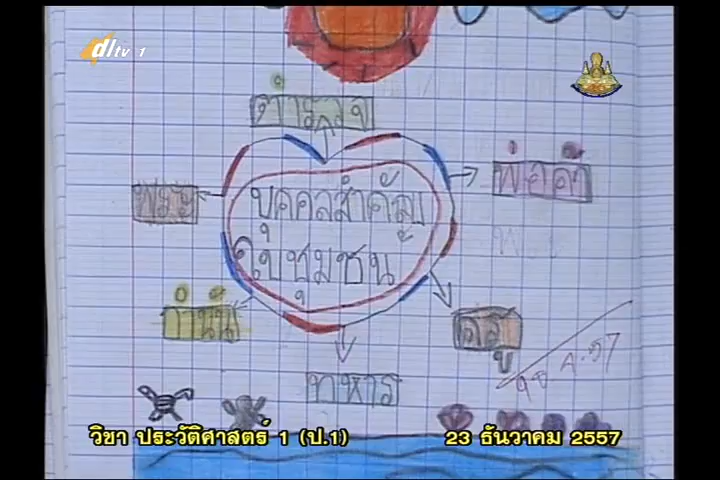 dltv 1
ตำรวจ
พระ
พ่อค้า
บุคคลสำคัญ
ในชุมชน
กำนัน
ครู
ทหาร
วิชา ประวัติศาสตร์ 1 (ป.1)
23 ธันวาคม 2557